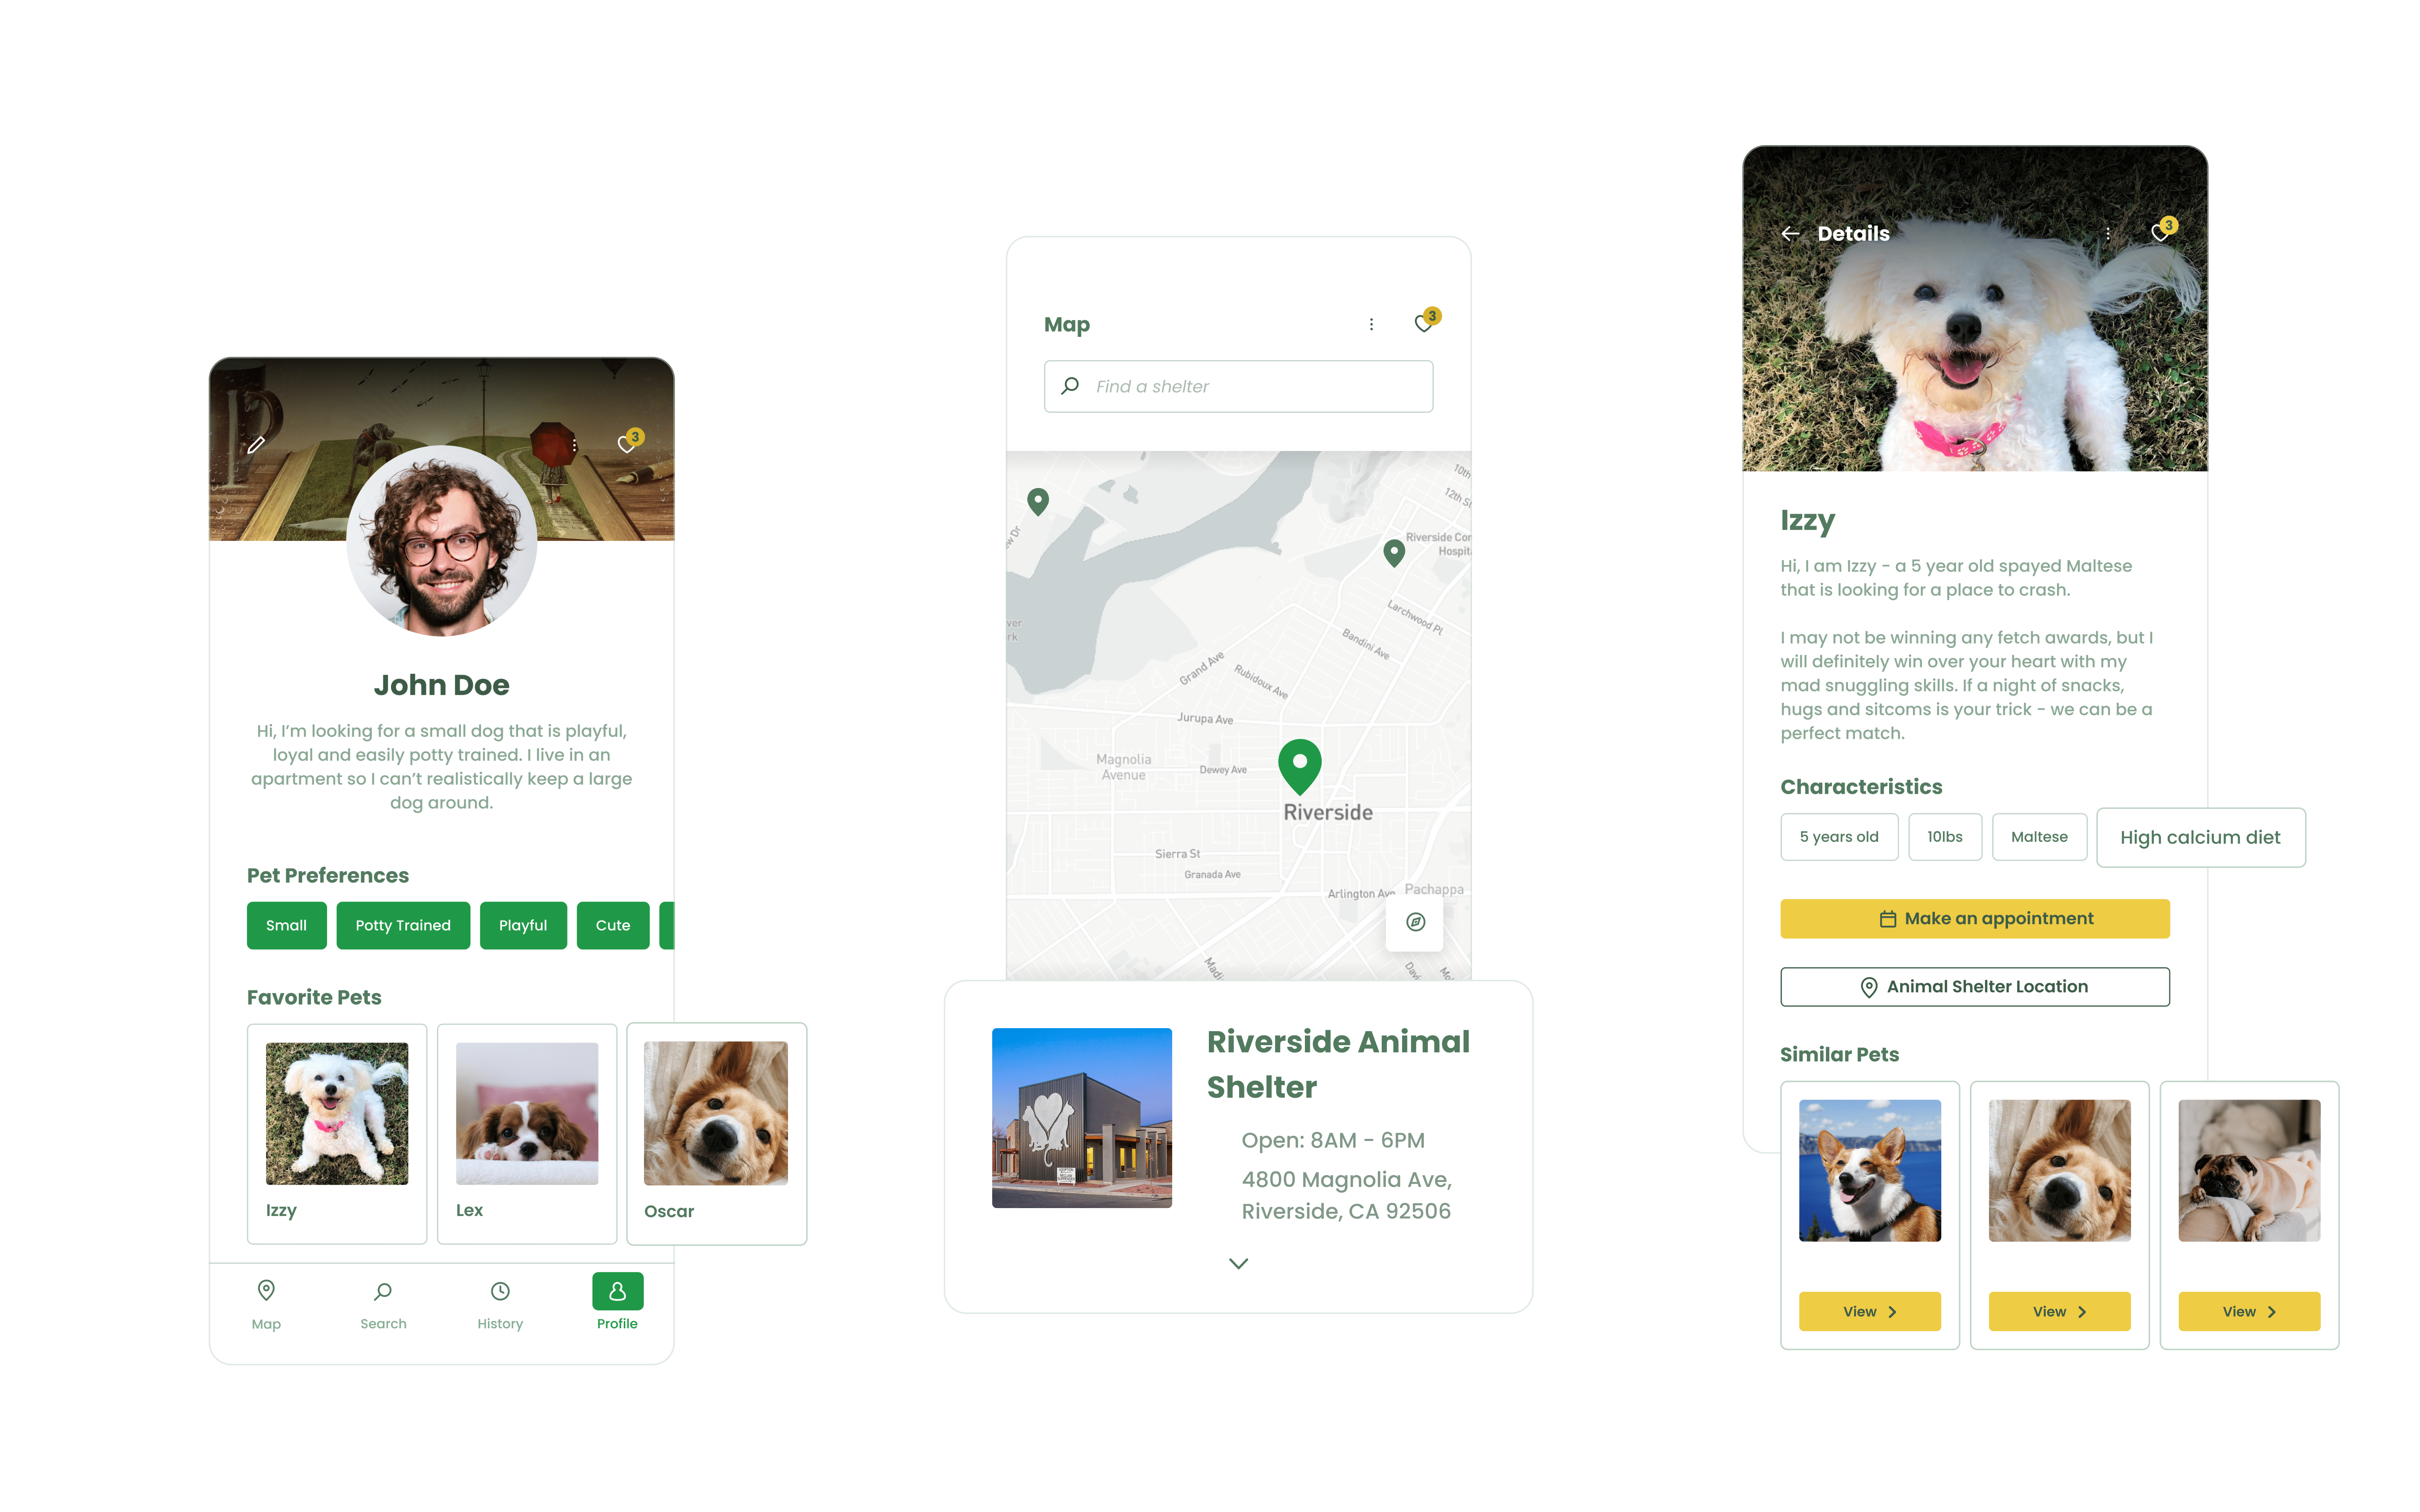 3
John Doe
Hi, I'm looking for a small dog that is playful,
loyal and easily potty trained. I live in an
apartment so I can't realistically keep a large
dog around.
Pet Preferences
Small
Potty Trained
Playful
Cute
Favorite Pets
Izzy
Lex
Oscar
Map
Search
History
Profile
Map
3
Find a shelter
10th
12th St
Riverside Com
Hospita
Larchwood Pl
Bandini Ave
Grand Ave
Rubidoux Ave
Jurupa Ave
Magnolia
Avenue
Dewey Ave
Riverside
Sierra St
Granada Ave
Arlington Ave
Pachappa
Riverside Animal
Shelter
Open: 8AM - 6PM
4800 Magnolia Ave,
Riverside, CA 92506
Details
3
Izzy
Hi, I am Izzy - a 5 year old spayed Maltese
that is looking for a place to crash.
I may not be winning any fetch awards, but I
will definitely win over your heart with my
mad snuggling skills. If a night of snacks,
hugs and sitcoms is your trick - we can be a
perfect match.
Characteristics
5 years old
10lbs
Maltese
High calcium diet
Make an appointment
Animal Shelter Location
Similar Pets
View
View
View